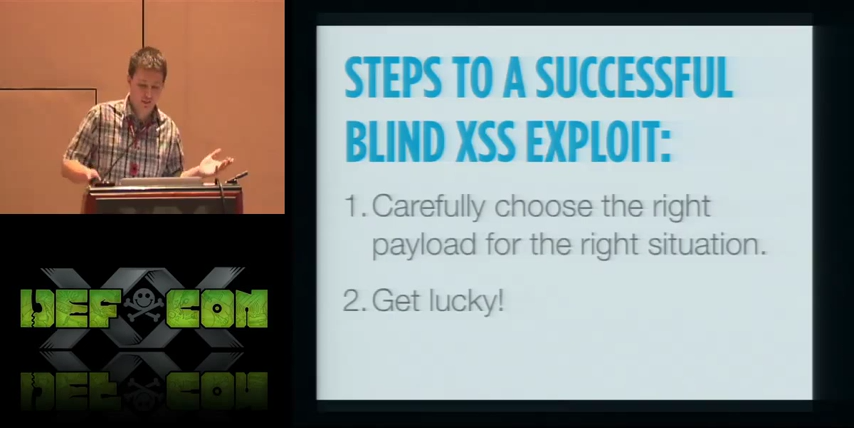 STEPS TO A SUCCESSFUL
BLIND XSS EXPLOIT:
1. Carefully choose the right
payload for the right situation.
2. Get lucky!
XX
DEF CON